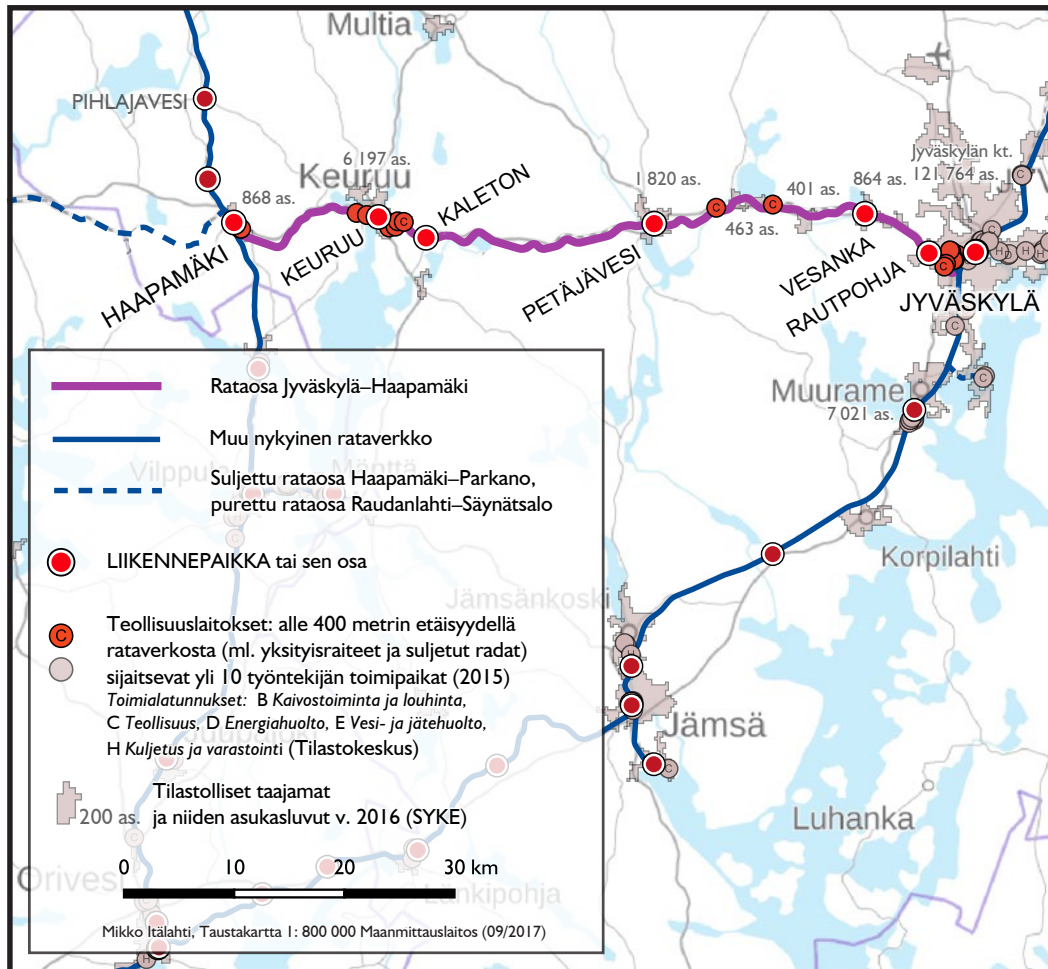 Multia
PIHLAJAVESI
6 197 as.
Keuruu
868 as.
KALETON
KEURUU
HAAPAMÄKI
1 820 as.
PETÄJÄVESI
C
463 as.
C
401 as.
864 as.
VESANKA
RAUTPOHJA
Jyväskylän kt.
121 764 as.
JYVÄSKYLÄ
Muurame
7 021 as.
Korpilahti
Jämsänkoski
Jämsä
Luhanka
Vilppula
Mänttä
Juupajoki
Orivesi
Länkipohja
Rataosa Jyväskylä–Haapamäki
Muu nykyinen rataverkko
Suljettu rataosa Haapamäki–Parkano,
purettu rataosa Raudanlahti–Säynätsalo
LIIKENNEPAIKKA tai sen osa
C
Teollisuuslaitokset: alle 400 metrin etäisyydellä
rataverkosta (ml. yksityisraiteet ja suljetut radat)
sijaitsevat yli 10 työntekijän toimipaikat (2015)
Toimialatunnukset: B Kaivostoiminta ja louhinta,
C Teollisuus, D Energiahuolto, E Vesi- ja jätehuolto,
H Kuljetus ja varastointi (Tilastokeskus)
200 as.
Tilastolliset taajamat
ja niiden asukasluvut v. 2016 (SYKE)
0 10 20 30 km
Mikko Itälahti, Taustakartta 1: 800 000 Maanmittauslaitos (09/2017)